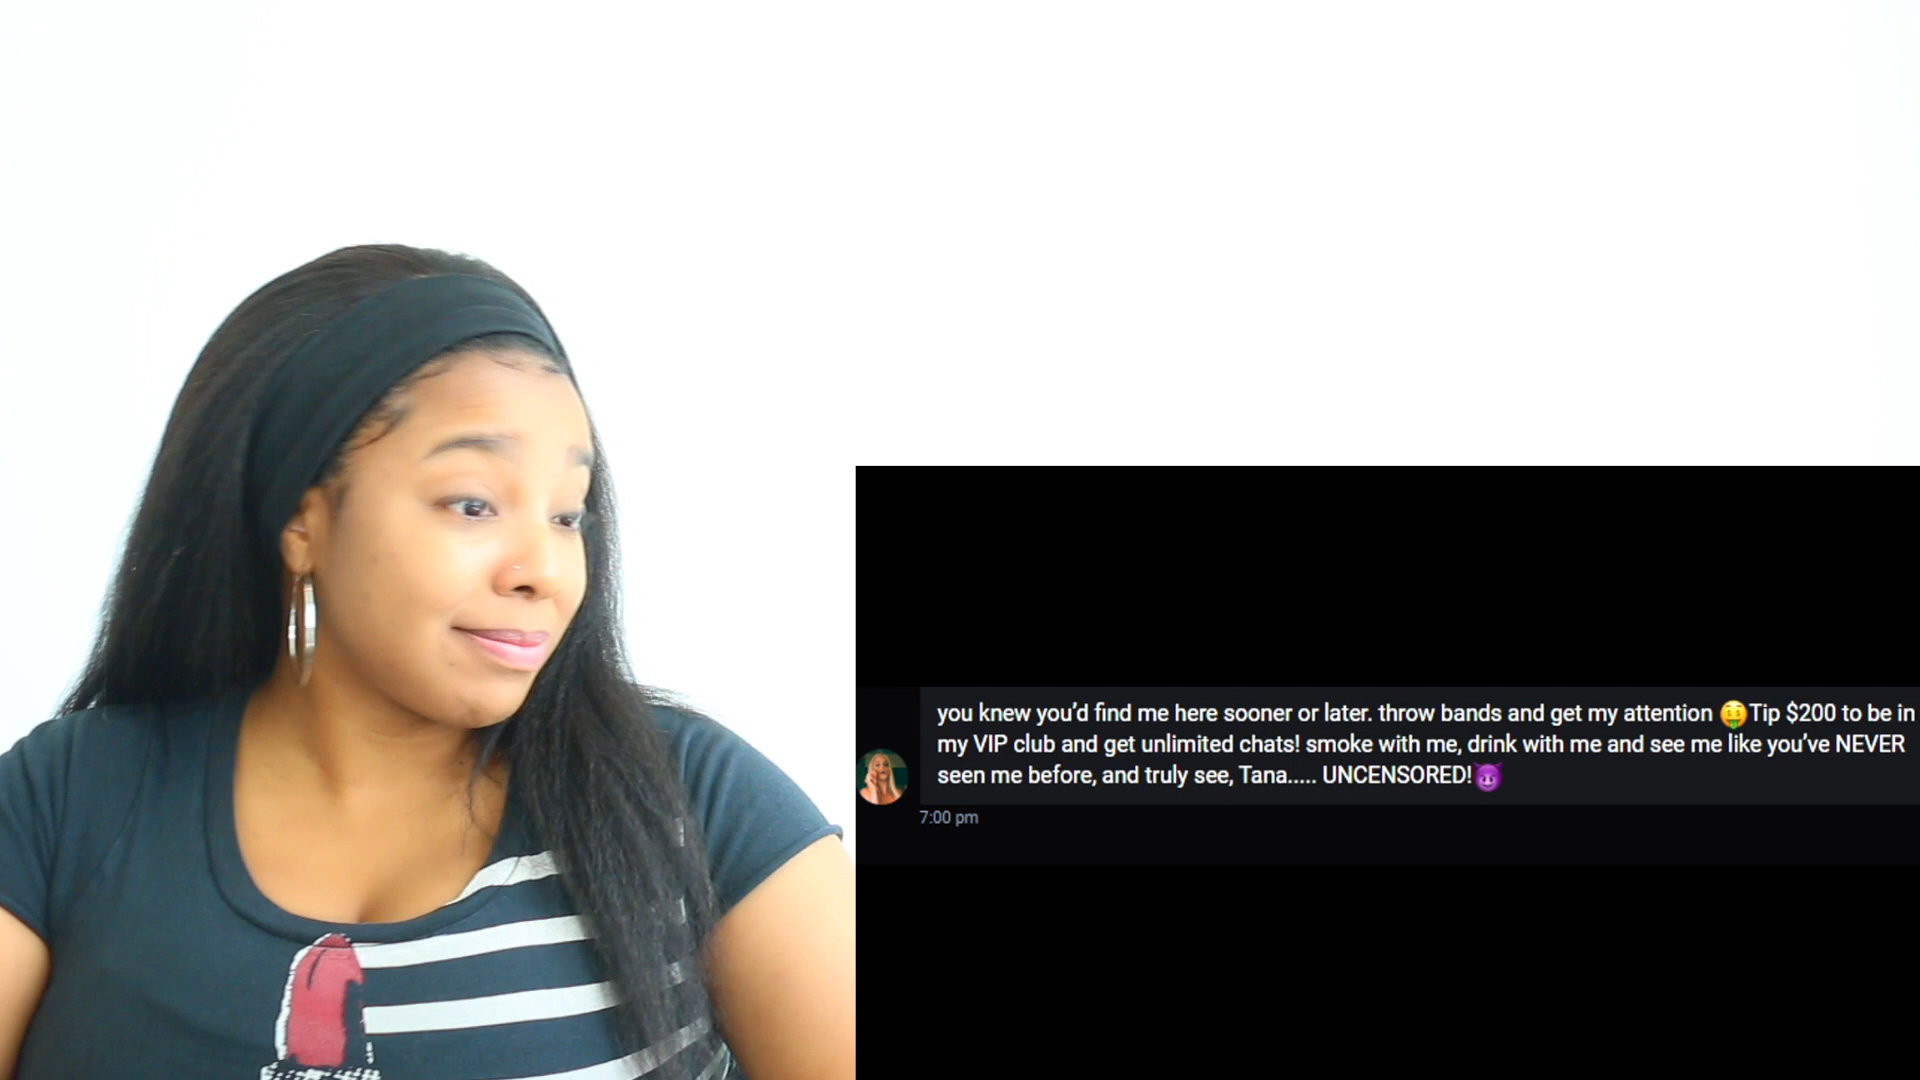 you knew you’d find me here sooner or later. throw bands and get my attention 🤑Tip $200 to be in
my VIP club and get unlimited chats! smoke with me, drink with me and see me like you’ve NEVER
seen me before, and truly see, Tana..... UNCENSORED!😈
7:00 pm